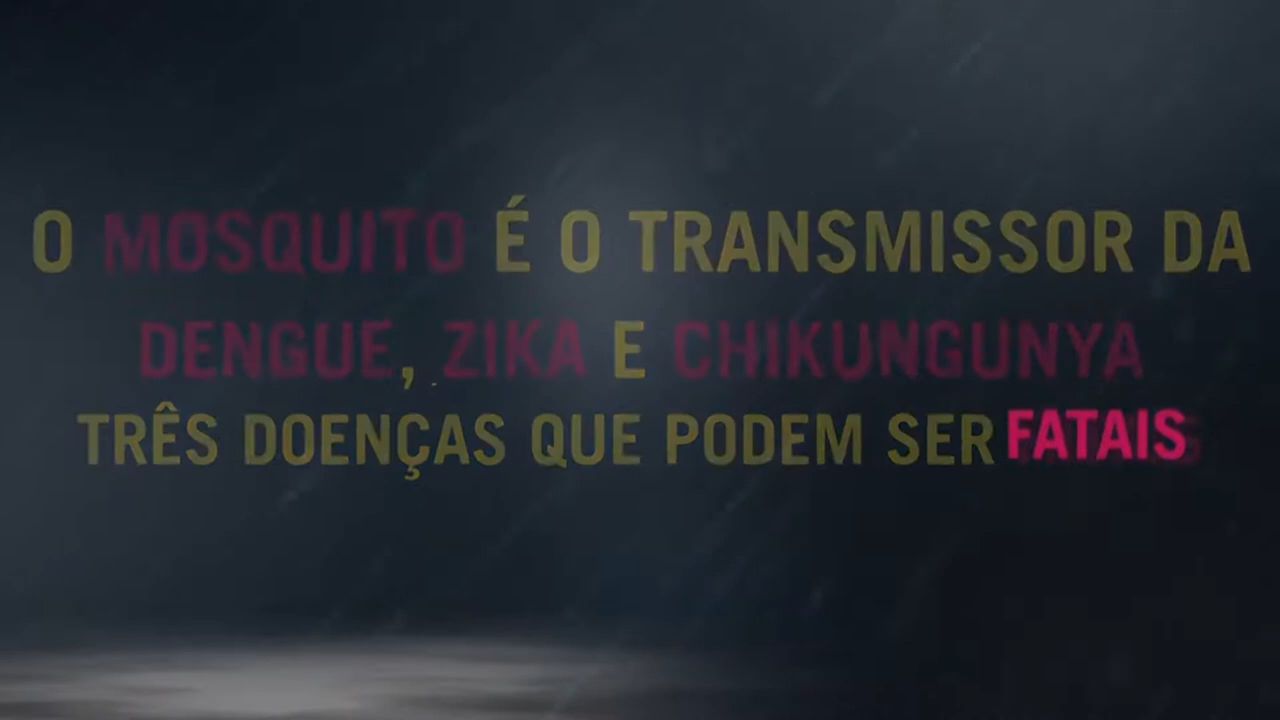 O MOSQUITO É O TRANSMISSOR DA
DENGUE, ZIKA E CHIKUNGUNYA
TRÊS DOENÇAS QUE PODEM SER FATAIS